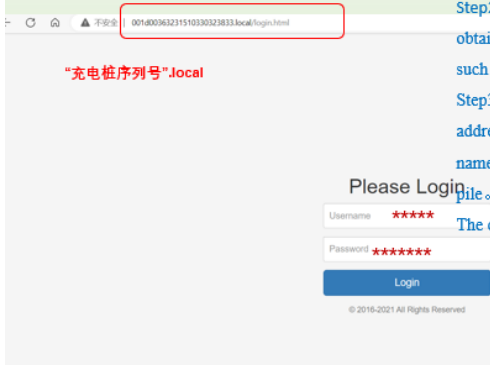 不安全 | 001d00363231510330323833.local/login.html
“充电桩序列号”.local
Please Login
Username *****
Password *******
Login
© 2016-2021 All Rights Reserved
Step
obtai
such
Step
addre
name
pile。
The